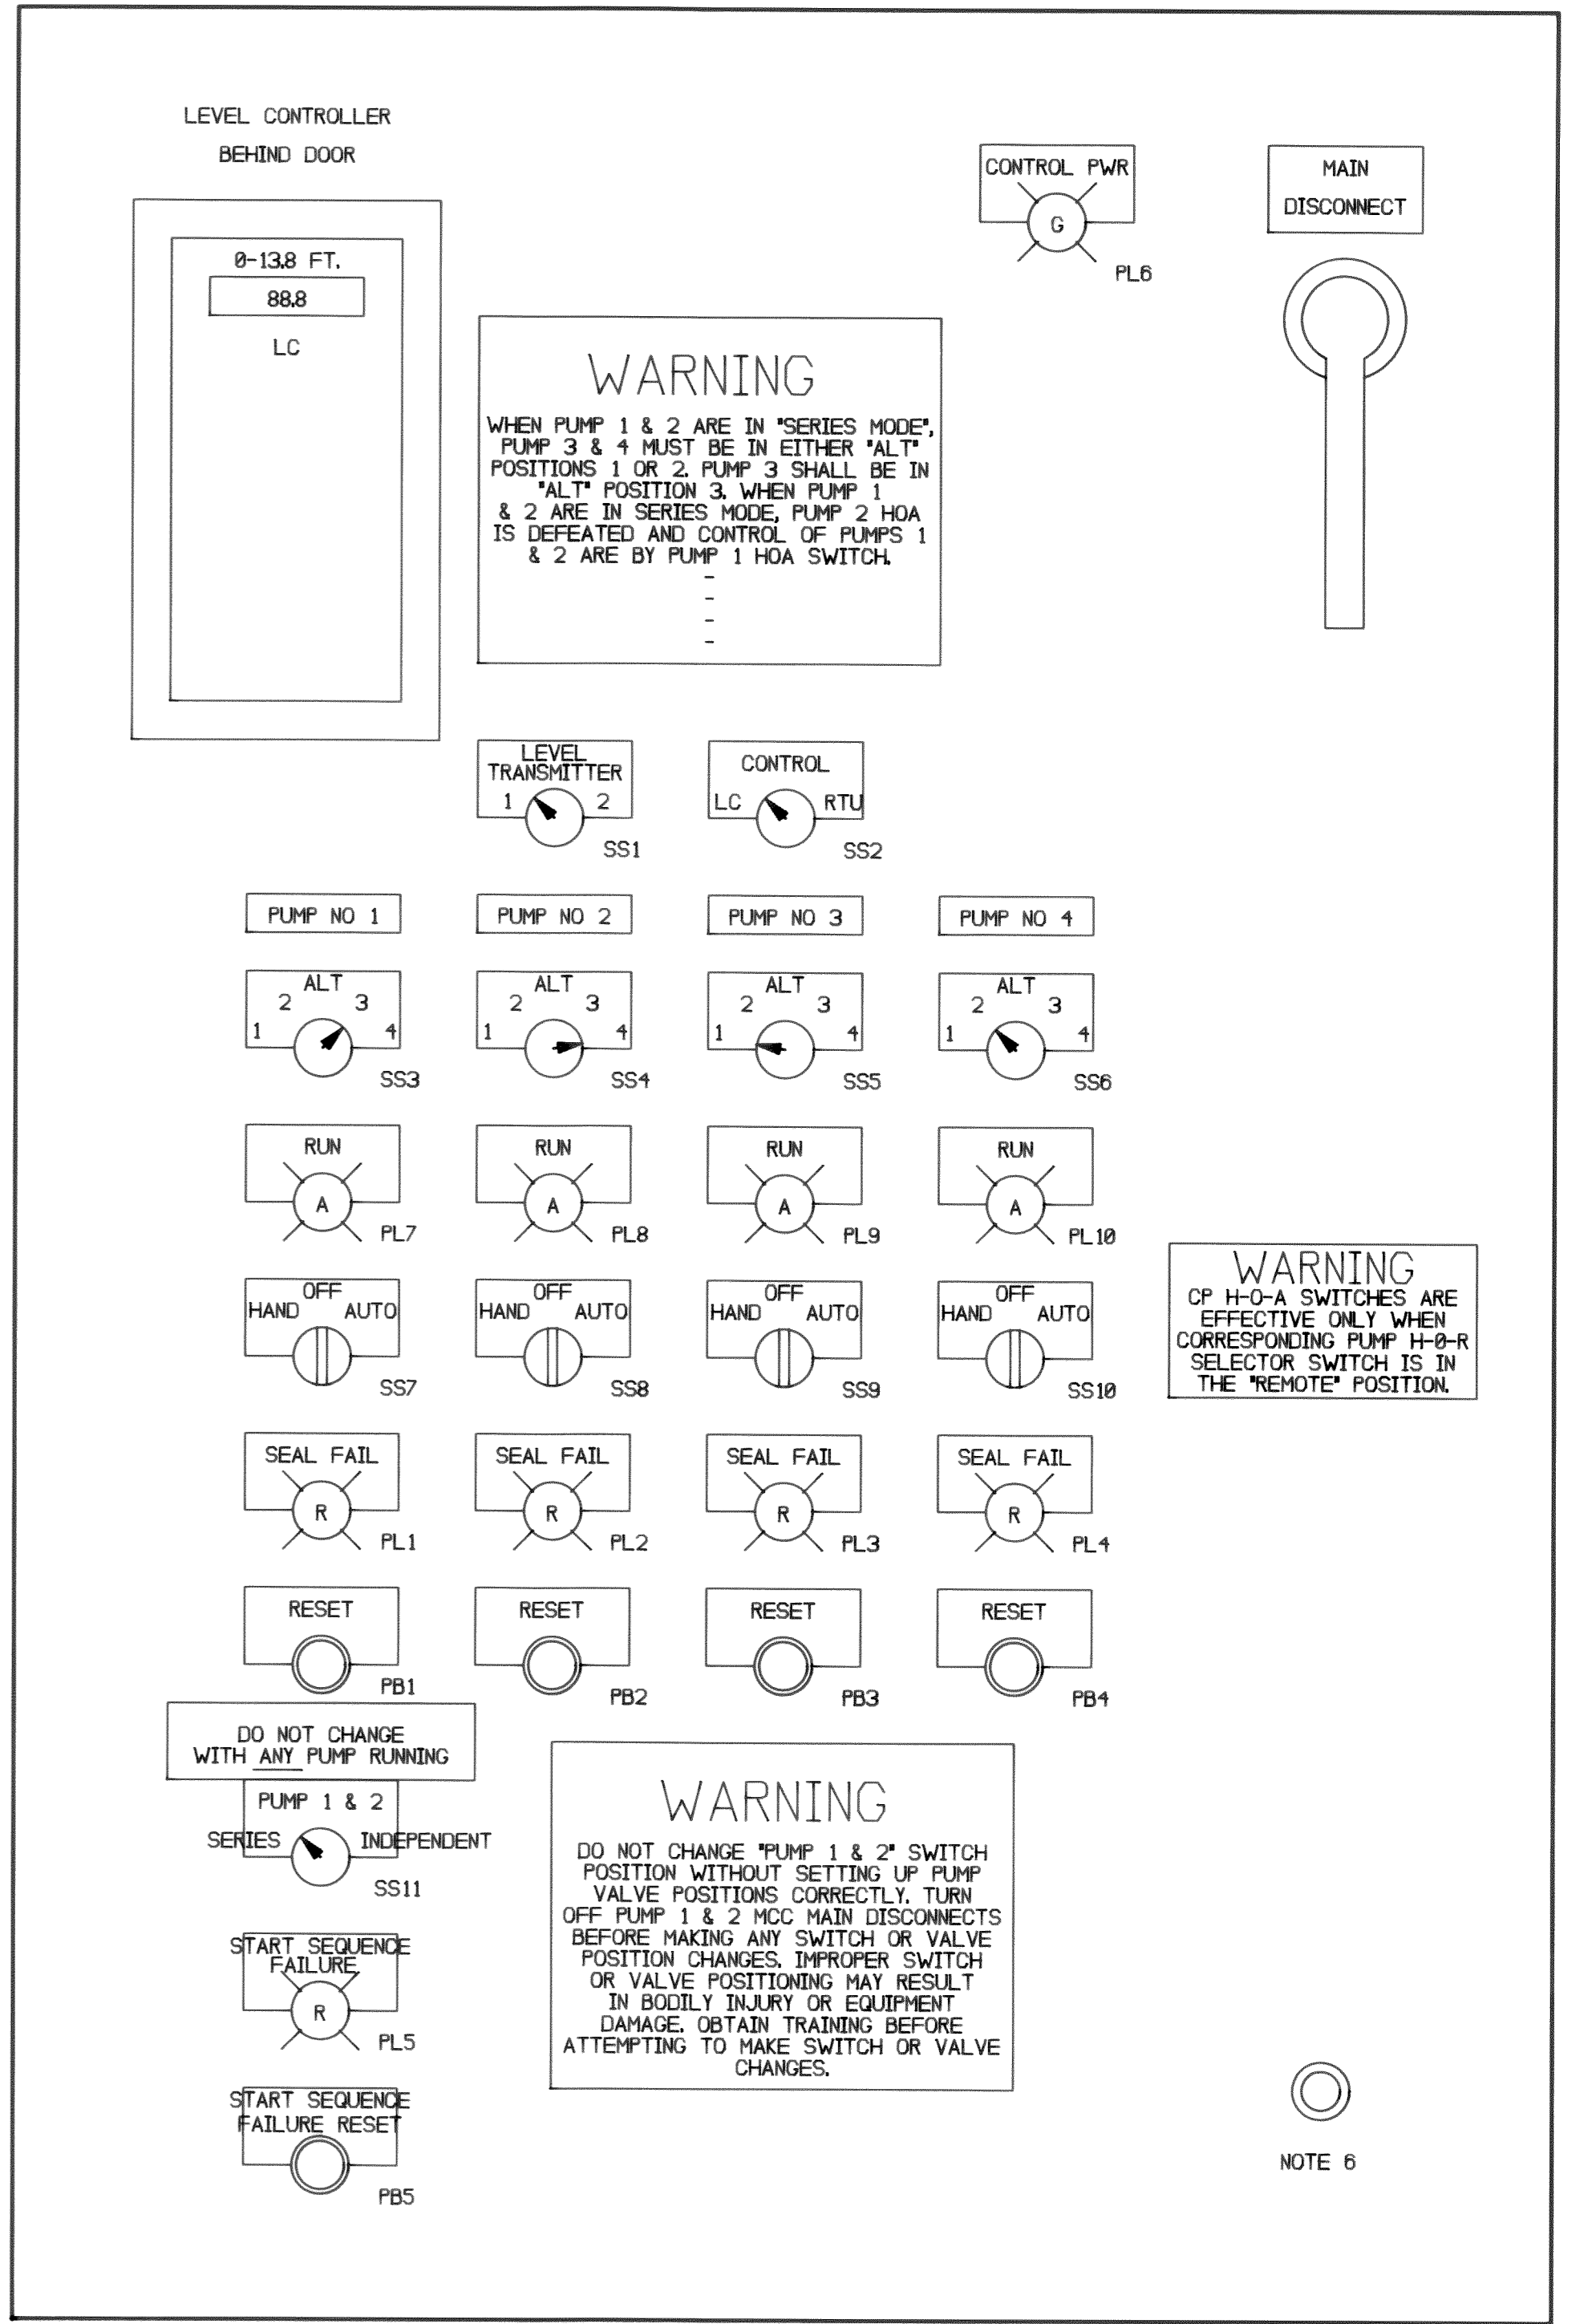 LEVEL CONTROLLER
BEHIND DOOR
0-13.8 FT.
88.8
LC
CONTROL PWR
G
PL6
MAIN
DISCONNECT
WARNING
WHEN PUMP 1 & 2 ARE IN "SERIES MODE",
PUMP 3 & 4 MUST BE IN EITHER "ALT"
POSITIONS 1 OR 2. PUMP 3 SHALL BE IN
"ALT" POSITION 3. WHEN PUMP 1
& 2 ARE IN SERIES MODE, PUMP 2 HOA
IS DEFEATED AND CONTROL OF PUMPS 1
& 2 ARE BY PUMP 1 HOA SWITCH.
-
-
-
-
LEVEL
TRANSMITTER
1 2
SS1
CONTROL
LC RTU
SS2
PUMP NO 1 PUMP NO 2 PUMP NO 3 PUMP NO 4
ALT ALT ALT ALT
2 3 2 3 2 3 2 3
1 4 1 4 1 4 1 4
SS3 SS4 SS5 SS6
RUN RUN RUN RUN
A A A A
PL7 PL8 PL9 PL10
OFF OFF OFF OFF
HAND AUTO HAND AUTO HAND AUTO HAND AUTO
SS7 SS8 SS9 SS10
WARNING
CP H-O-A SWITCHES ARE
EFFECTIVE ONLY WHEN
CORRESPONDING PUMP H-0-R
SELECTOR SWITCH IS IN
THE "REMOTE" POSITION.
SEAL FAIL SEAL FAIL SEAL FAIL SEAL FAIL
R R R R
PL1 PL2 PL3 PL4
RESET RESET RESET RESET
PB1 PB2 PB3 PB4
DO NOT CHANGE
WITH ANY PUMP RUNNING
PUMP 1 & 2
SERIES INDEPENDENT
SS11
START SEQUENCE
FAILURE
R
PL5
START SEQUENCE
FAILURE RESET
PB5
WARNING
DO NOT CHANGE "PUMP 1 & 2" SWITCH
POSITION WITHOUT SETTING UP PUMP
VALVE POSITIONS CORRECTLY. TURN
OFF PUMP 1 & 2 MCC MAIN DISCONNECTS
BEFORE MAKING ANY SWITCH OR VALVE
POSITION CHANGES. IMPROPER SWITCH
OR VALVE POSITIONING MAY RESULT
IN BODILY INJURY OR EQUIPMENT
DAMAGE. OBTAIN TRAINING BEFORE
ATTEMPTING TO MAKE SWITCH OR VALVE
CHANGES.
NOTE 6